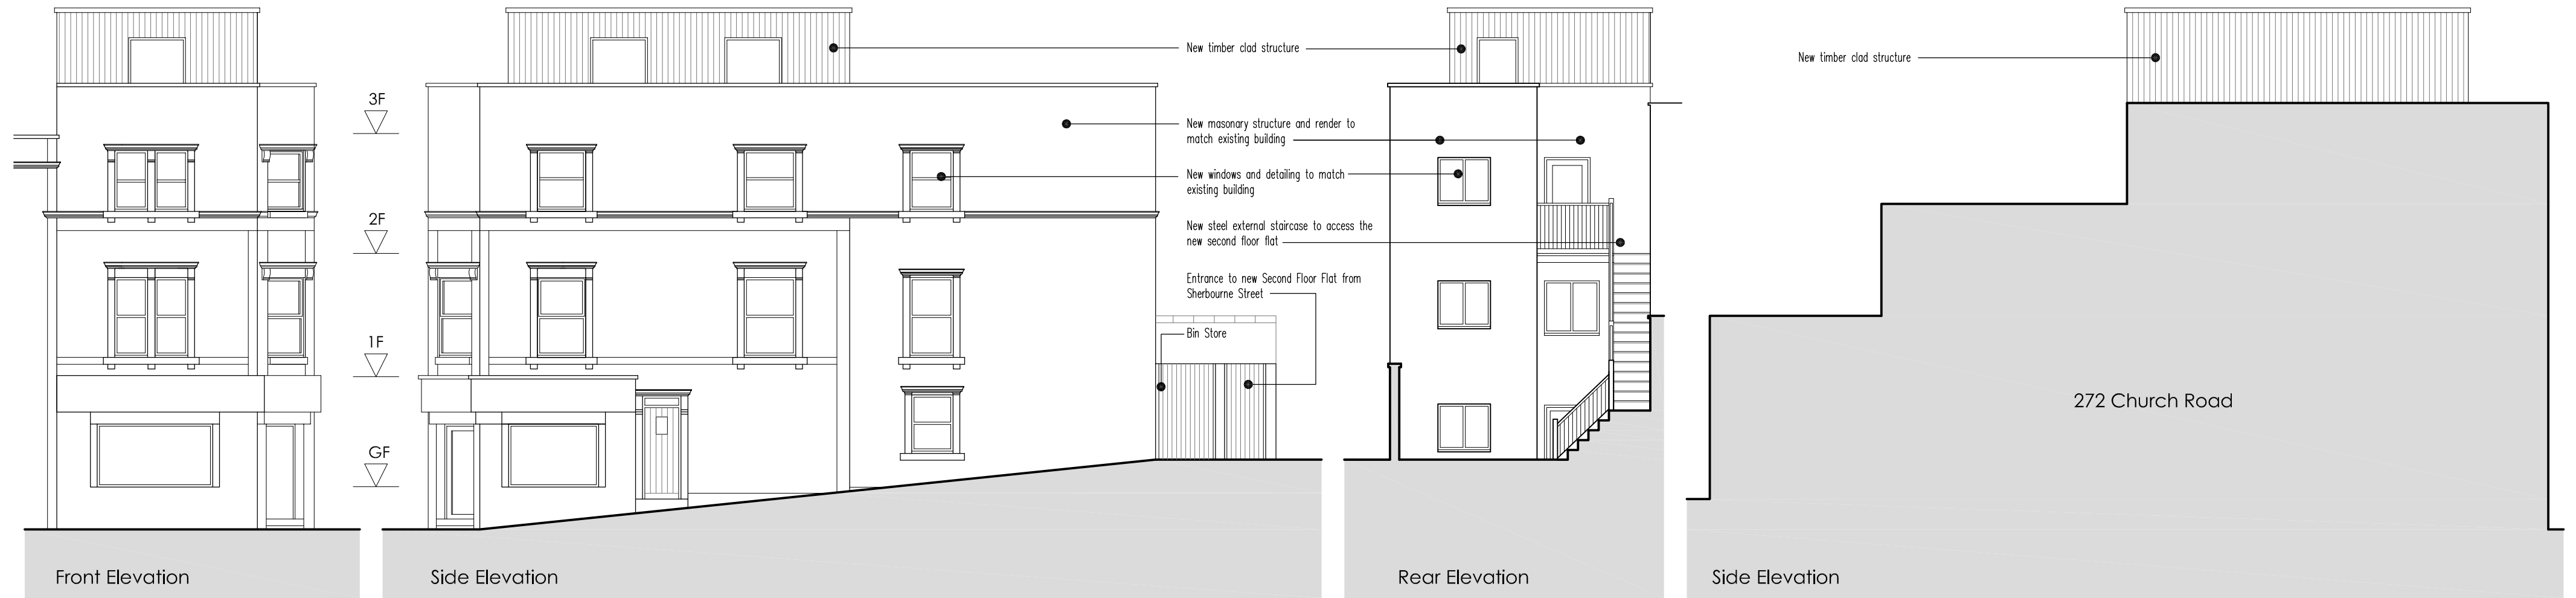 New timber clad structure
New timber clad structure
3F
New masonary structure and render to
match existing building
New windows and detailing to match
existing building
2F
New steel external staircase to access the
new second floor flat
Entrance to new Second Floor Flat from
Sherbourne Street
1F
Bin Store
272 Church Road
GF
Front Elevation
Side Elevation
Rear Elevation
Side Elevation